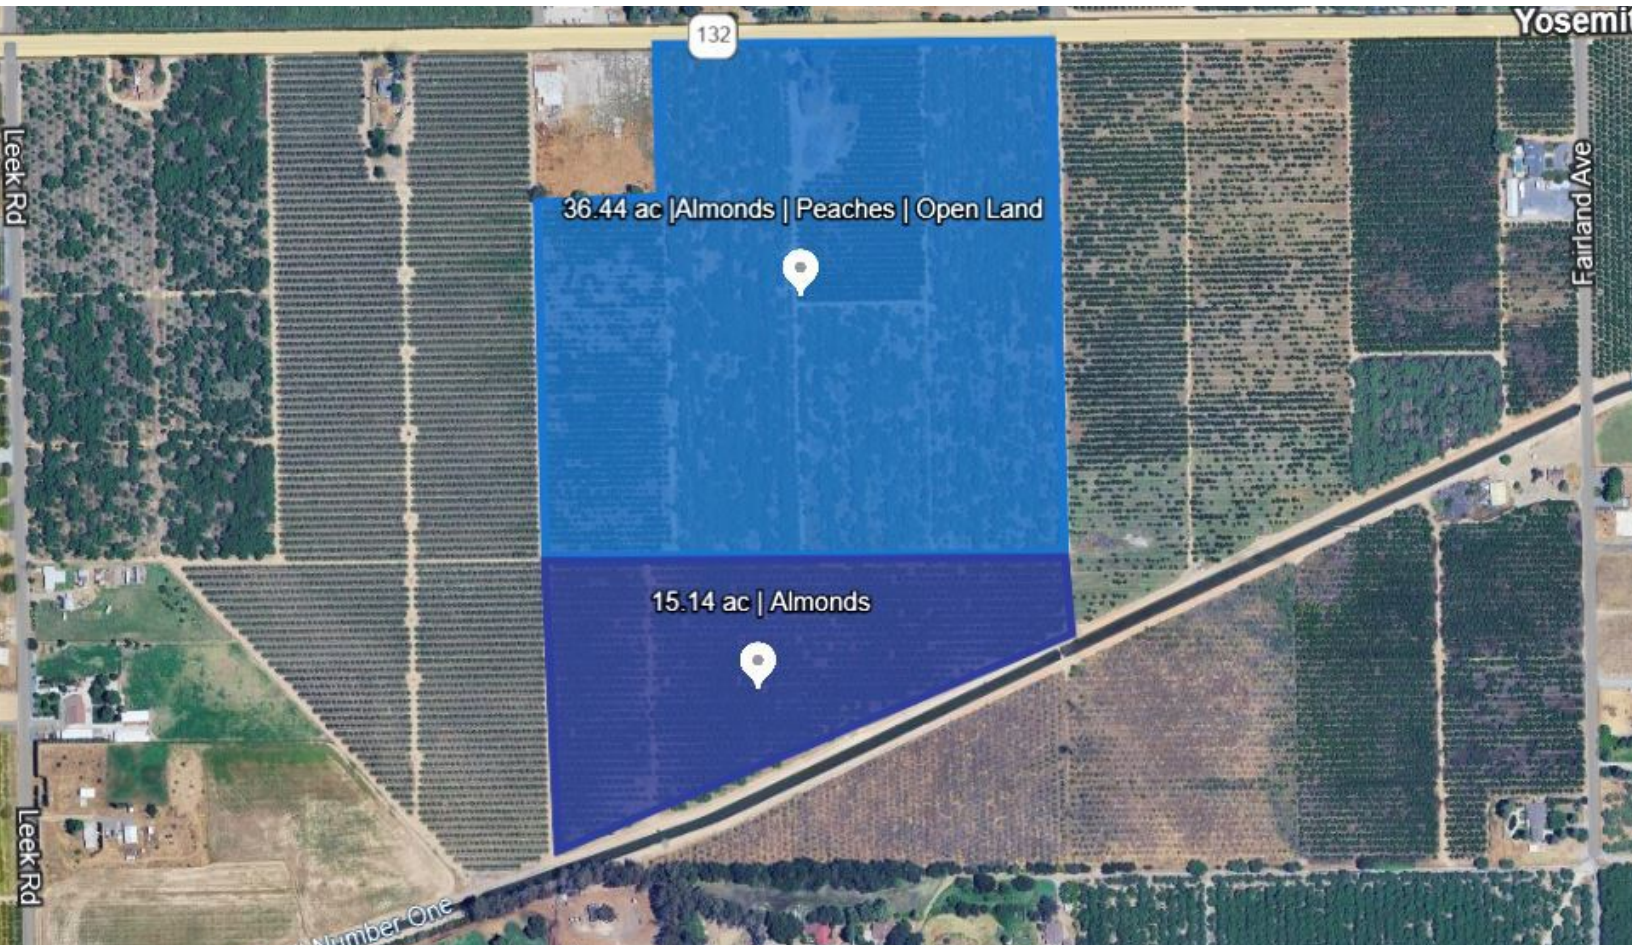 132
Yosemit
Leek Rd
Fairland Ave
36.44 ac |Almonds | Peaches | Open Land
15.14 ac | Almonds
Leek Rd
Number One